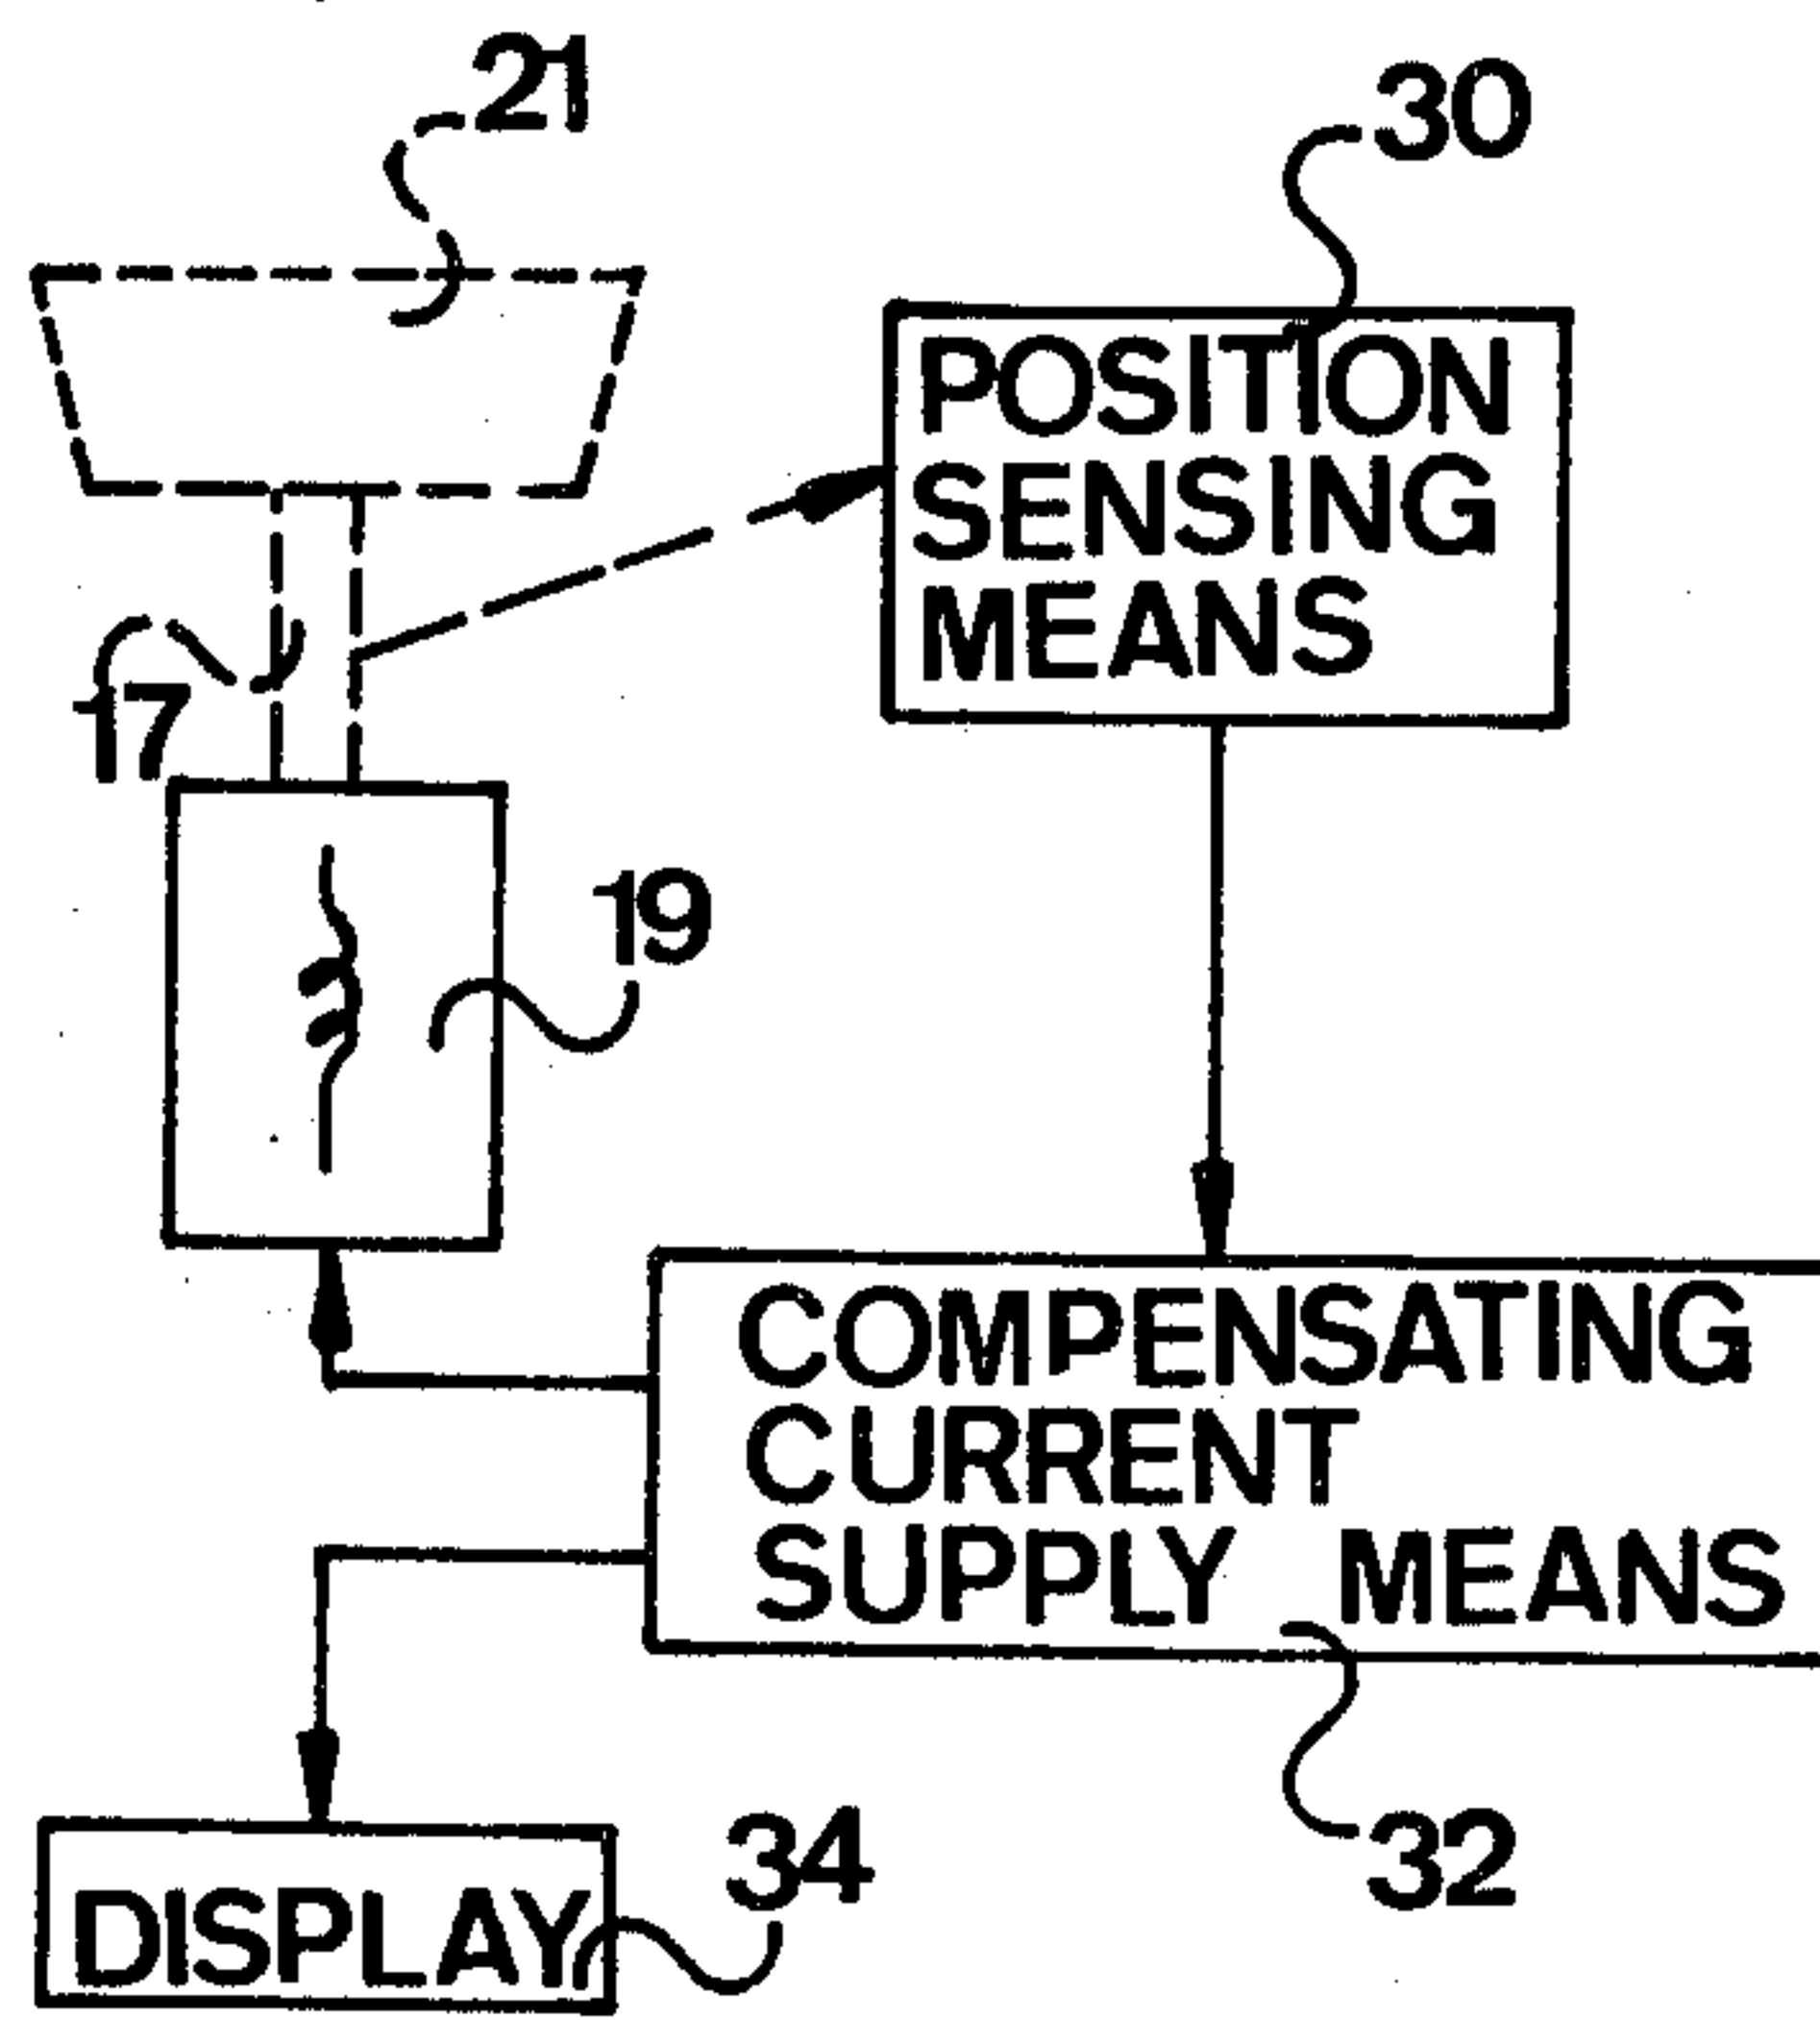 21
30
POSITION
SENSING
MEANS
17
19
COMPENSATING
CURRENT
SUPPLY MEANS
34
32
DISPLAY